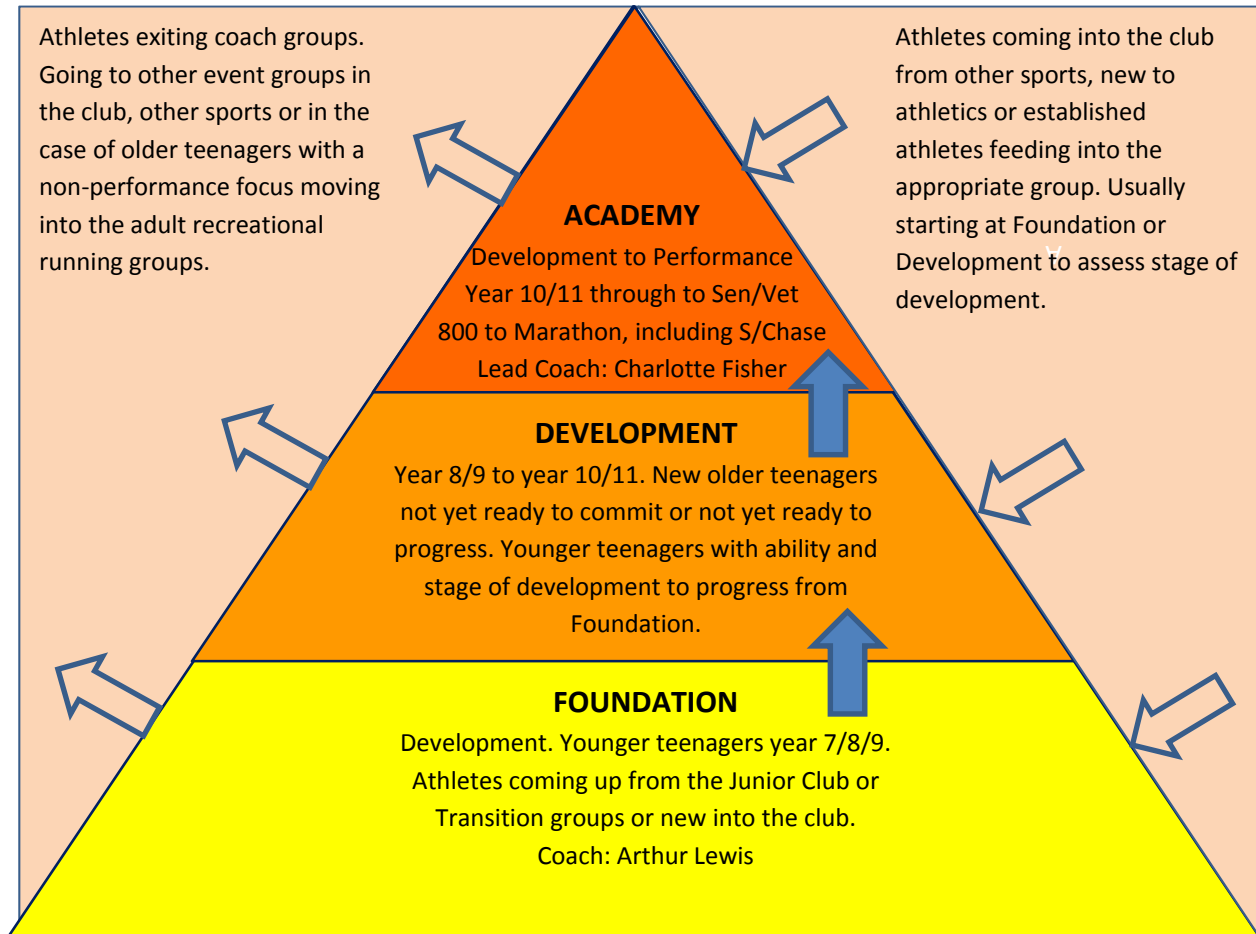 Athletes exiting coach groups.
Going to other event groups in
the club, other sports or in the
case of older teenagers with a
non-performance focus moving
into the adult recreational
running groups.
Athletes coming into the club
from other sports, new to
athletics or established
athletes feeding into the
appropriate group. Usually
starting at Foundation or
Development to assess stage of
development.
ACADEMY
Development to Performance
Year 10/11 through to Sen/Vet
800 to Marathon, including S/Chase
Lead Coach: Charlotte Fisher
DEVELOPMENT
Year 8/9 to year 10/11. New older teenagers
not yet ready to commit or not yet ready to
progress. Younger teenagers with ability and
stage of development to progress from
Foundation.
FOUNDATION
Development. Younger teenagers year 7/8/9.
Athletes coming up from the Junior Club or
Transition groups or new into the club.
Coach: Arthur Lewis